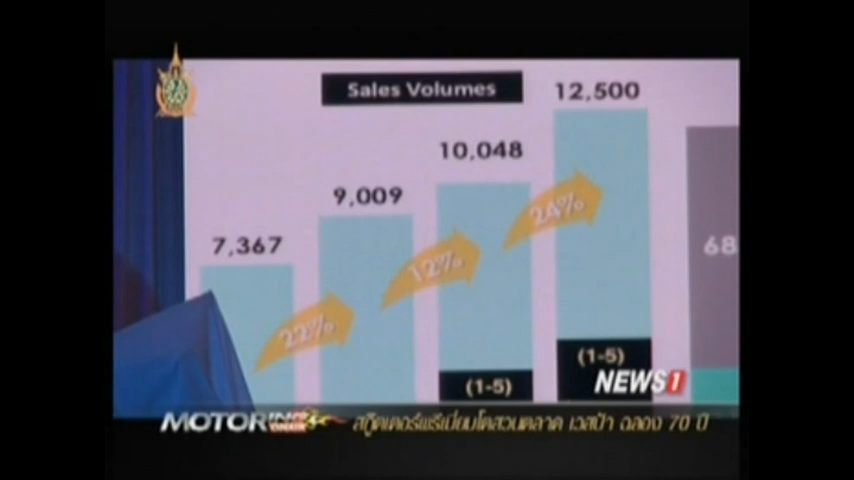 Sales Volumes
12,500
10,048
9,009
7,367
24%
12%
22%
68
(1-5)
(1-5)
NEWS1
MOTOR
สกู๊ตเตอร์พรีเมี่ยมโตสวนตลาด เวสป้า ฉลอง 70 ปี